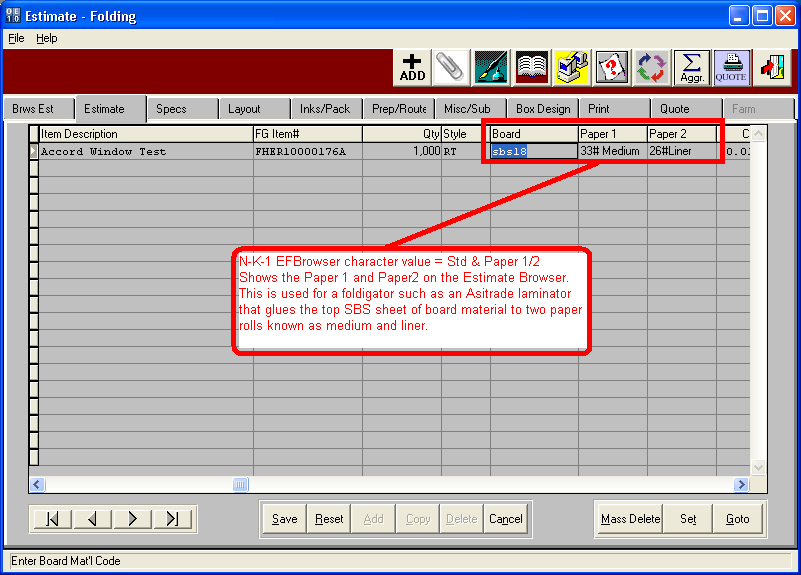 Estimate - Folding
File Help
ADD
Aggr.
QUOTE
Brws Est Estimate Specs Layout Inks/Pack Prep/Route Misc/Sub Box Design Print Quote Farm
Item Description FG Item# Qty Style Board Paper 1 Paper 2 C
Accord Window Test FHER10000176A 1,000 RT sbs18 33# Medium 26#Liner 0.01
N-K-1 EFBrowser character value = Std & Paper 1/2
Shows the Paper 1 and Paper2 on the Estimate Browser.
This is used for a foldigator such as an Asitrade laminator
that glues the top SBS sheet of board material to two paper
rolls known as medium and liner.
Save Reset Add Copy Delete Cancel Mass Delete Set Goto
Enter Board Mat'l Code